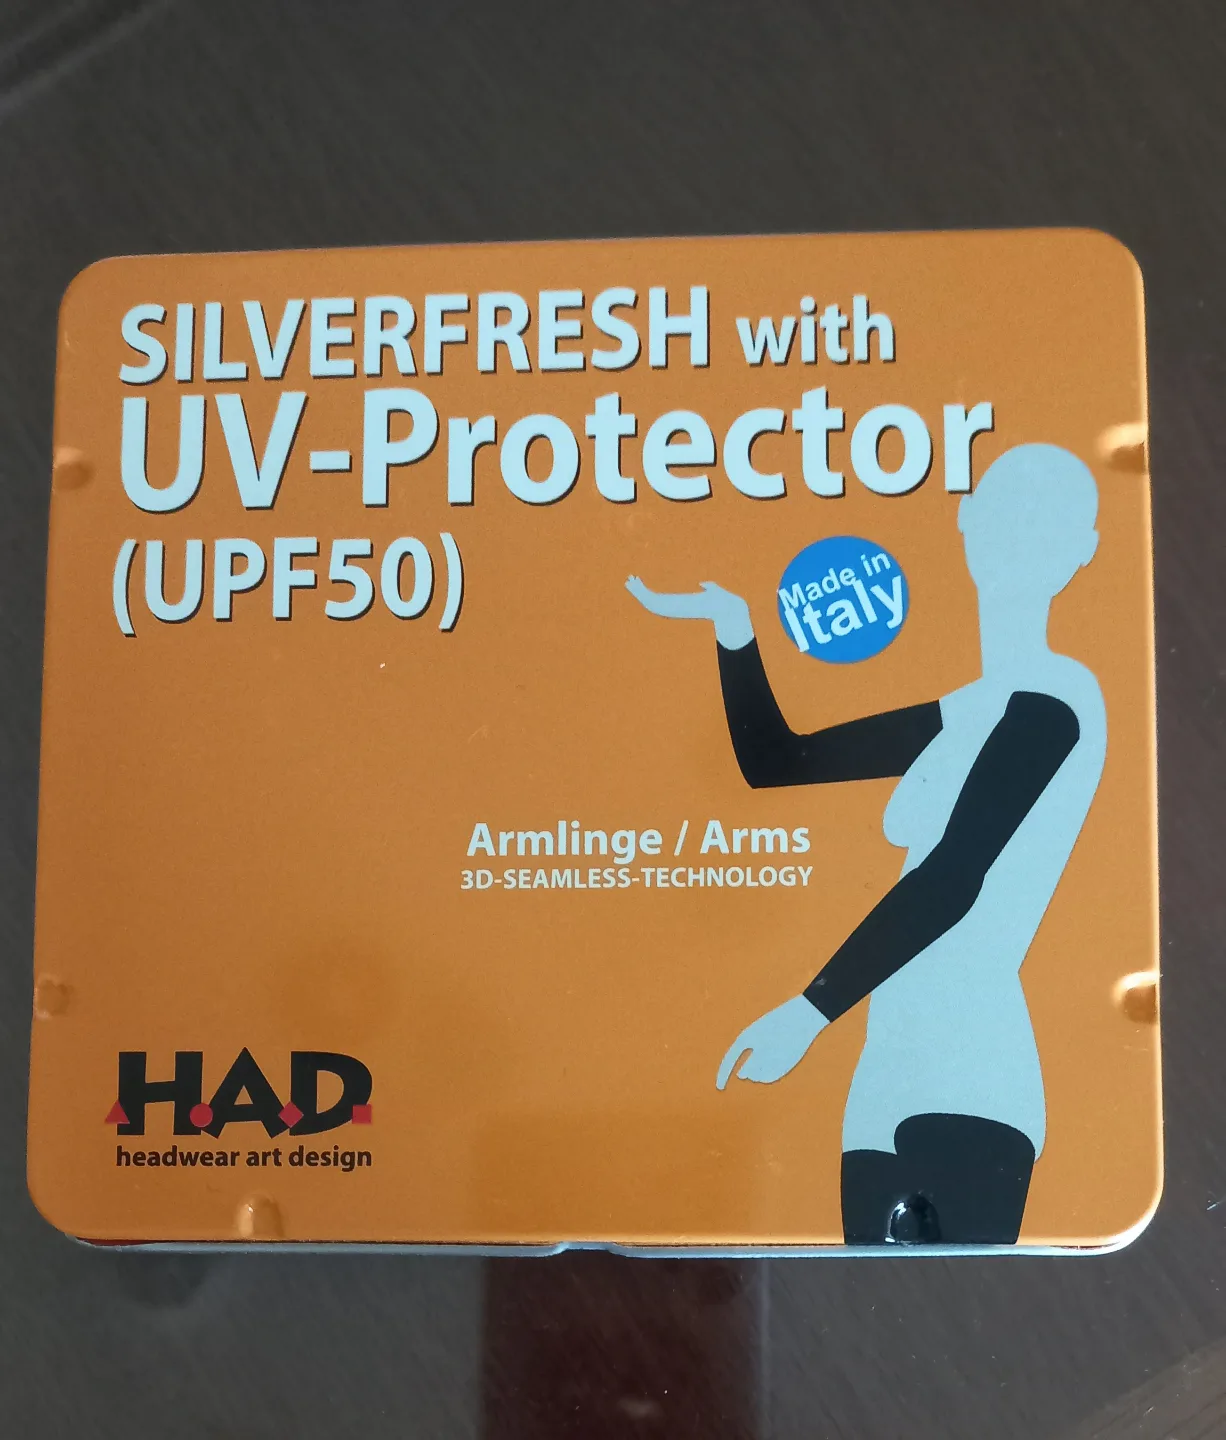 SILVERFRESH with
UV-Protector
(UPF50)
Made in
Italy
Armlinge / Arms
3D-SEAMLESS-TECHNOLOGY
H.A.D.
headwear art design